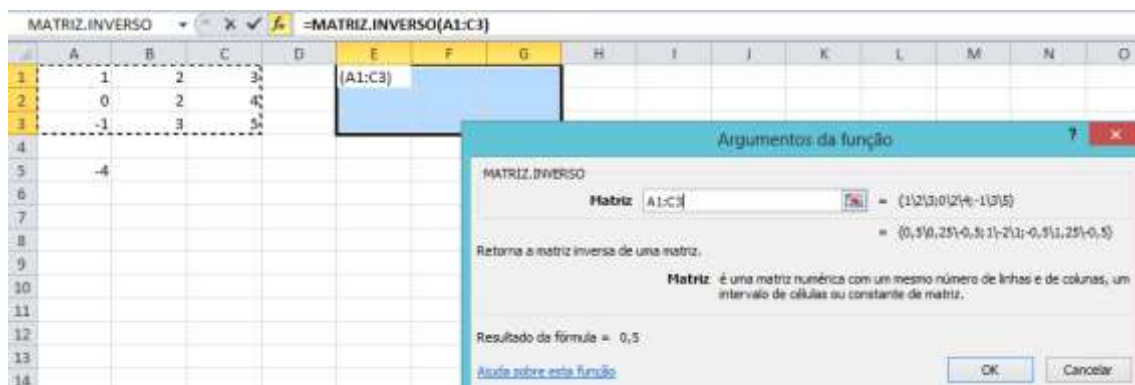 MATRIZ.INVERSO =MATRIZ.INVERSO(A1:C3)
A B C D E F G H I J K L M N O
1 1 2 3 (A1:C3)
2 0 2 4
3 -1 3 5
4
5 -4
6
7
8
9
10
11
12
13
14
Argumentos da função ?
MATRIZ.INVERSO
Matriz A1:C3 = {1\2\3;0\2\4;-1\3\5}
= {0,5\0,25\-0,5;1\-2\1;-0,5\1,25\-0,5}
Retorna a matriz inversa de uma matriz.
Matriz é uma matriz numérica com um mesmo número de linhas e de colunas, um
intervalo de células ou constante de matriz.
Resultado da fórmula = 0,5
Ajuda sobre esta função OK Cancelar